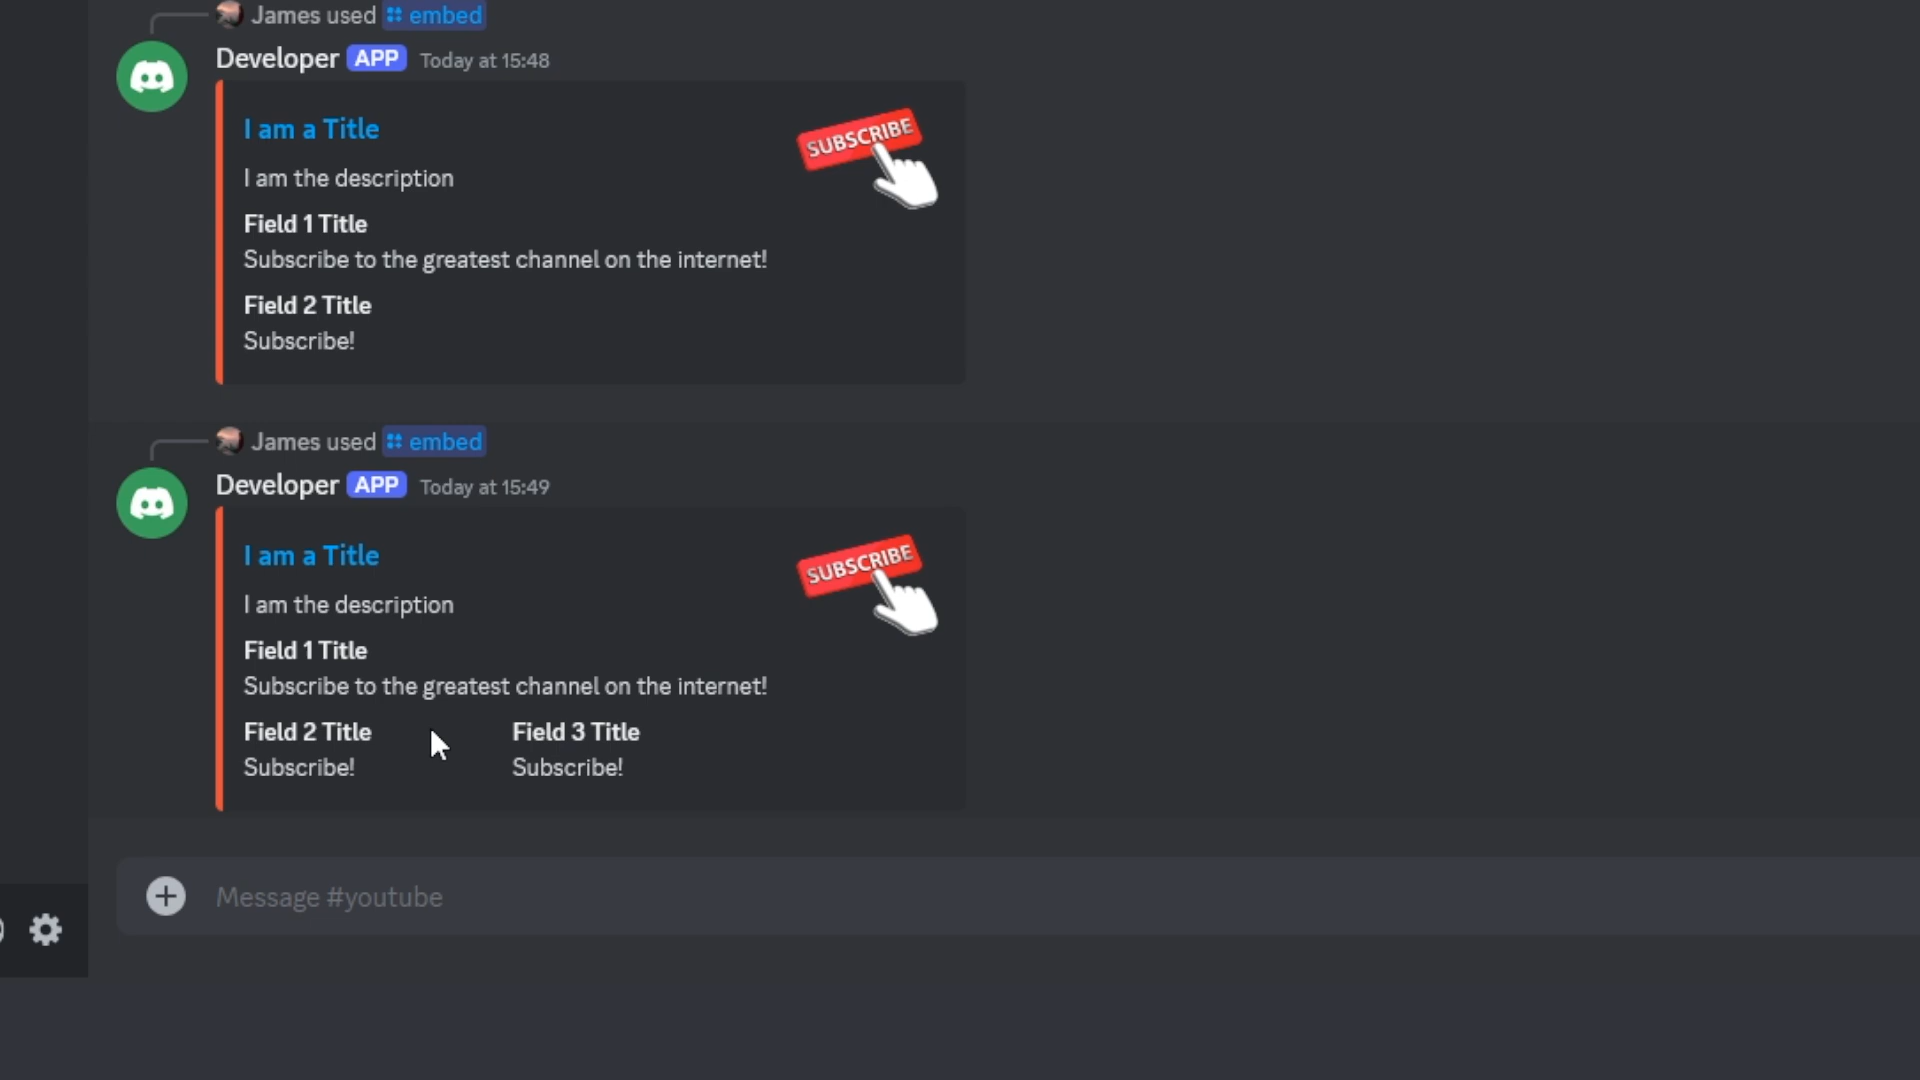 James used embed
Developer APP Today at 15:48
I am a Title
SUBSCRIBE
I am the description
Field 1 Title
Subscribe to the greatest channel on the internet!
Field 2 Title
Subscribe!
James used embed
Developer APP Today at 15:49
I am a Title
SUBSCRIBE
I am the description
Field 1 Title
Subscribe to the greatest channel on the internet!
Field 2 Title Field 3 Title
Subscribe! Subscribe!
Message #youtube